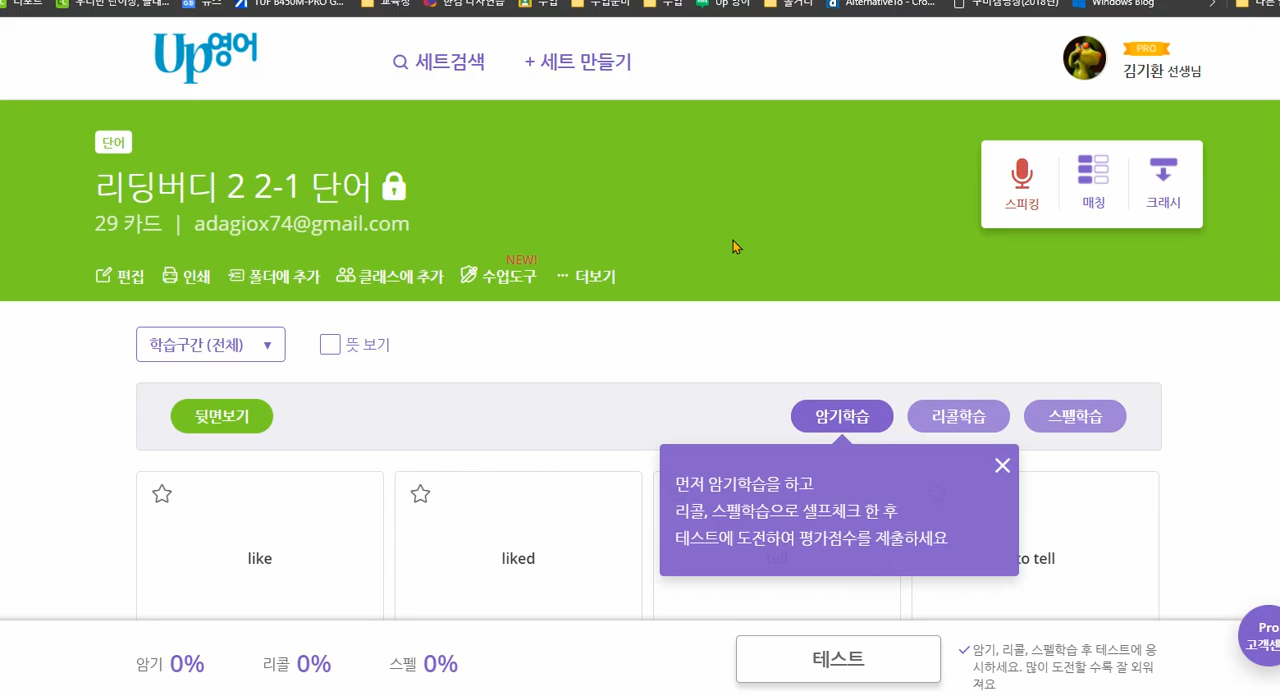 TUF B450M-PRO G...
Up 영어
AlternativeTo - Cro...
Windows Blog
Up영어
세트검색
+ 세트 만들기
PRO
김기환 선생님
단어
리딩버디 2 2-1 단어
29 카드 | adagiox74@gmail.com
스피킹
매칭
크래시
NEW!
편집
인쇄
폴더에 추가
클래스에 추가
수업도구
··· 더보기
학습구간 (전체) ▼
뜻 보기
뒷면보기
암기학습
리콜학습
스펠학습
먼저 암기학습을 하고
리콜, 스펠학습으로 셀프체크 한 후
테스트에 도전하여 평가점수를 제출하세요
like
liked
tell
to tell
암기 0%
리콜 0%
스펠 0%
테스트
암기, 리콜, 스펠학습 후 테스트에 응
시하세요. 많이 도전할 수록 잘 외워
져요
Pro
고객센